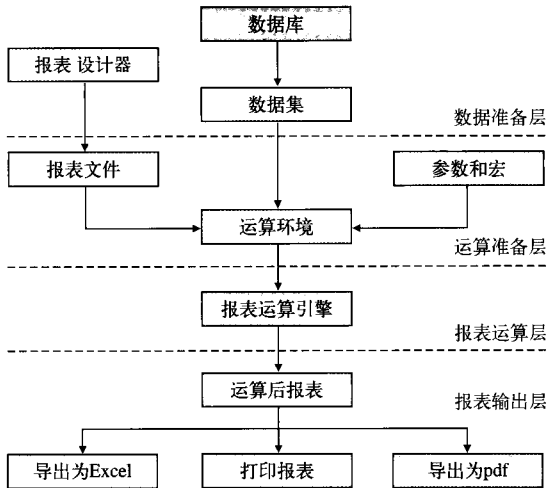 数据库
报表 设计器
数据集
数据准备层
报表文件
参数和宏
运算环境
运算准备层
报表运算引擎
报表运算层
运算后报表
报表输出层
导出为Excel
打印报表
导出为pdf